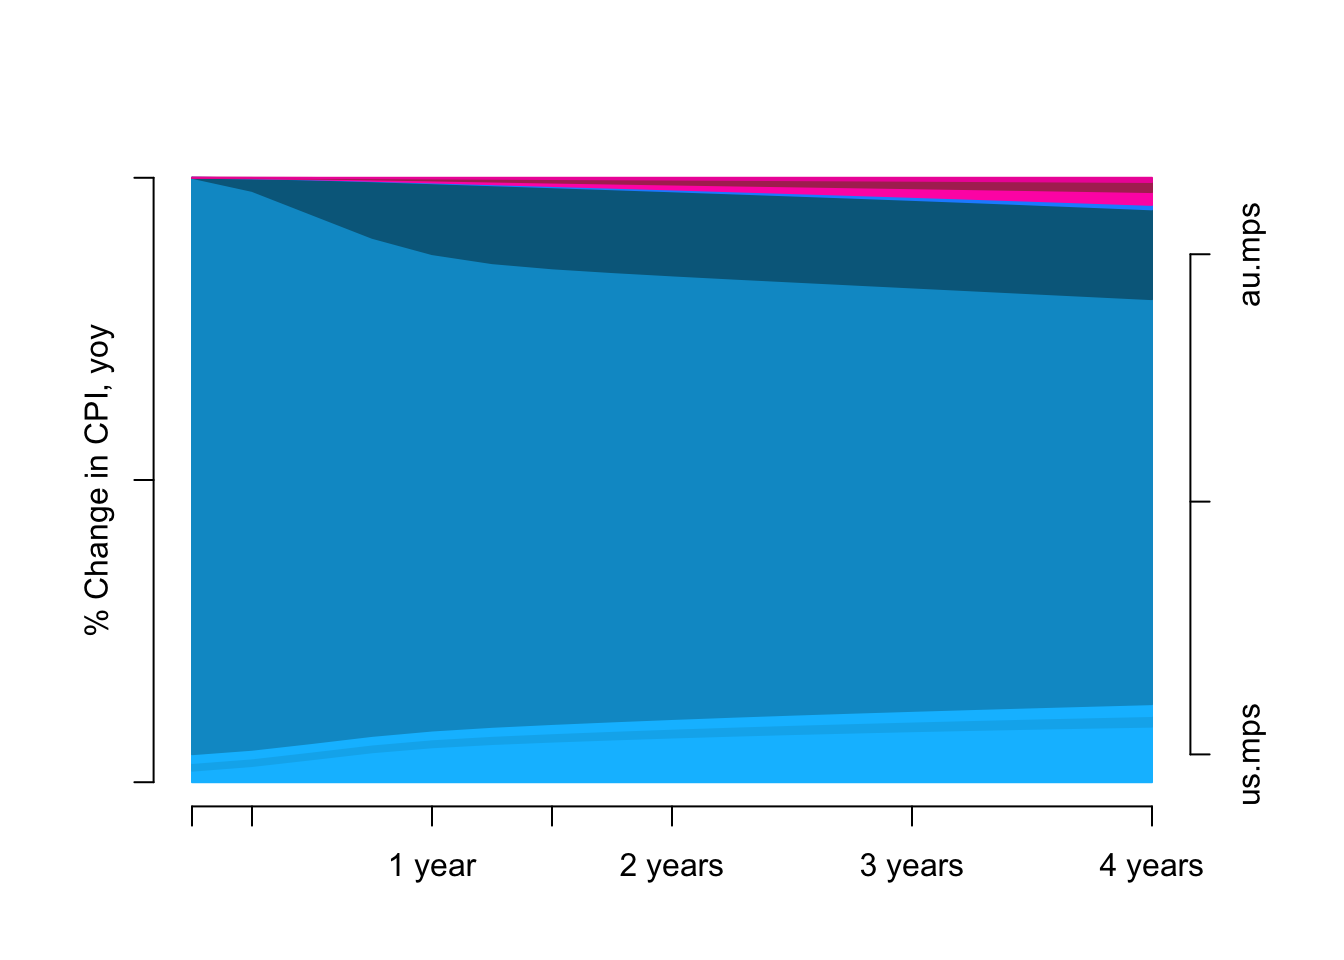 % Change in CPI, yoy
au.mps
us.mps
1 year
2 years
3 years
4 years